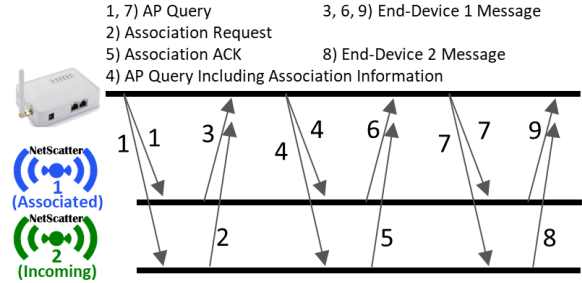 1, 7) AP Query 3, 6, 9) End-Device 1 Message
2) Association Request
5) Association ACK 8) End-Device 2 Message
4) AP Query Including Association Information
1 1 3 4 4 6 7 7 9
NetScatter
1
(Associated)
NetScatter
2
(Incoming)
2 5 8